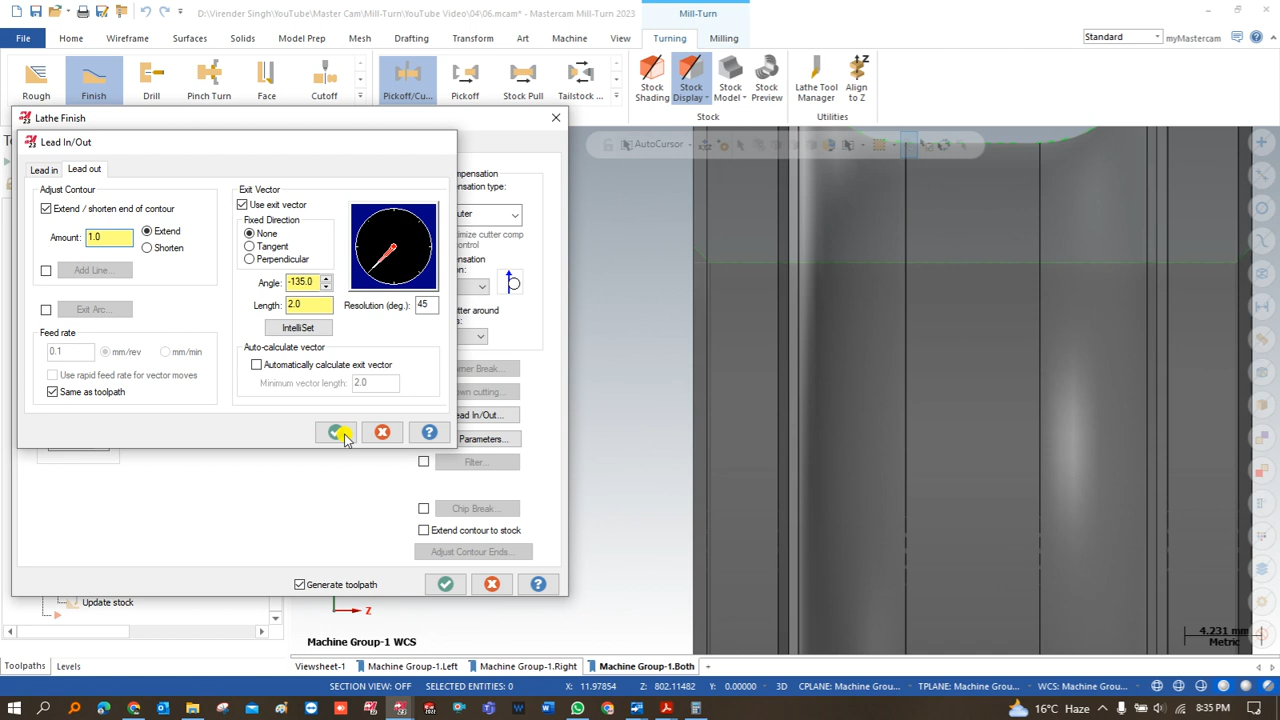 D:\Virender Singh\YouTube\Master Cam\Mill-Turn\YouTube Video\04\06.mcam* - Mastercam Mill-Turn 2023
Mill-Turn
File Home Wireframe Surfaces Solids Model Prep Mesh Drafting Transform Art Machine View Turning Milling
Standard
myMastercam
Rough Finish Drill Pinch Turn Face Cutoff
Pickoff/Cu... Pickoff Stock Pull Tailstock ...
Stock Shading
Stock Display
Stock Model
Stock Preview
Lathe Tool Manager
Align to Z
Stock
Utilities
Lathe Finish
Lead In/Out
Lead in Lead out
Adjust Contour
Extend / shorten end of contour
Amount: 1.0
Extend
Shorten
Add Line...
Exit Arc...
Feed rate
0.1 mm/rev mm/min
Use rapid feed rate for vector moves
Same as toolpath
Exit Vector
Use exit vector
Fixed Direction
None
Tangent
Perpendicular
Angle: -135.0
Length: 2.0
Resolution (deg.): 45
IntelliSet
Auto-calculate vector
Automatically calculate exit vector
Minimum vector length: 2.0
Parameters...
Filter...
Chip Break...
Extend contour to stock
Adjust Contour Ends...
Generate toolpath
AutoCursor
Update stock
Z
Machine Group-1 WCS
4.231 mm
Metric
Toolpaths Levels
Viewsheet-1 Machine Group-1.Left Machine Group-1.Right Machine Group-1.Both +
SECTION VIEW: OFF SELECTED ENTITIES: 0 X: 11.97854 Z: 802.11482 Y: 0.00000 3D CPLANE: Machine Grou... TPLANE: Machine Grou... WCS: Machine Grou...
16°C Haze
8:35 PM